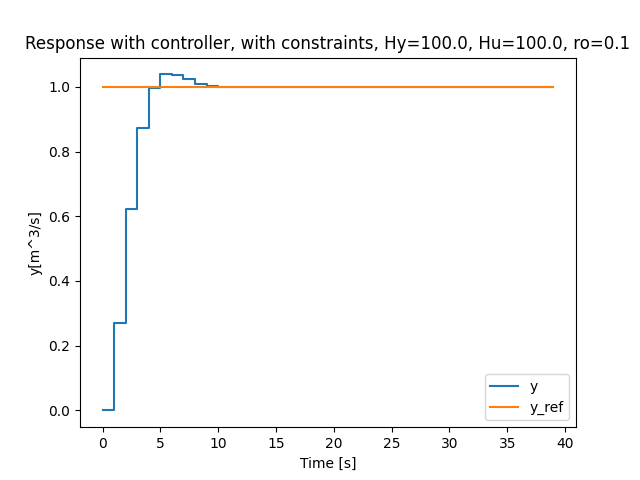 Response with controller, with constraints, Hy=100.0, Hu=100.0, ro=0.1
y[m^3/s]
1.0
0.8
0.6
0.4
0.2
0.0
y
y_ref
0 5 10 15 20 25 30 35 40
Time [s]